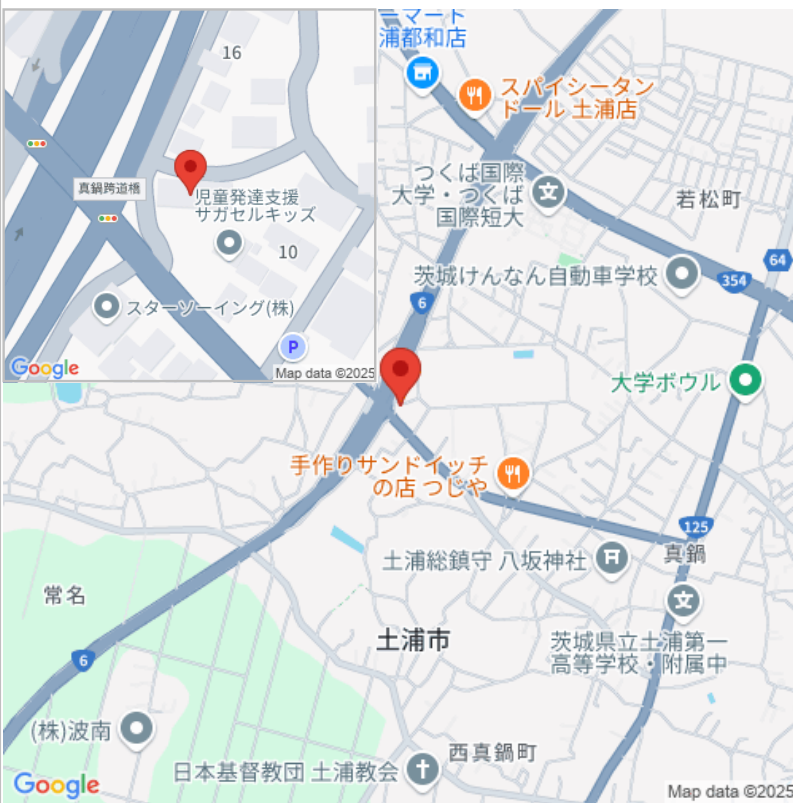 16
真鍋跨道橋
児童発達支援
サガセルキッズ
10
スターソーイング(株)
P
Google
Map data ©2025
ーマート
浦都和店
スパイシータン
ドール 土浦店
つくば国際
大学・つくば
国際短大
若松町
64
茨城けんなん自動車学校
354
6
大学ボウル
手作りサンドイッチ
の店 つじや
125
土浦総鎮守 八坂神社
真鍋
常名
土浦市
茨城県立土浦第一
高等学校・附属中
6
(株)波南
西真鍋町
日本基督教団 土浦教会
Google
Map data ©2025